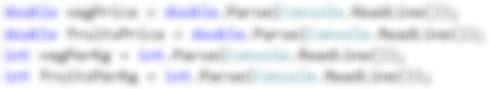 double vegPrice = double.Parse(Console.ReadLine());
double fruitsPrice = double.Parse(Console.ReadLine());
int vegPerKg = int.Parse(Console.ReadLine());
int fruitsPerKg = int.Parse(Console.ReadLine());